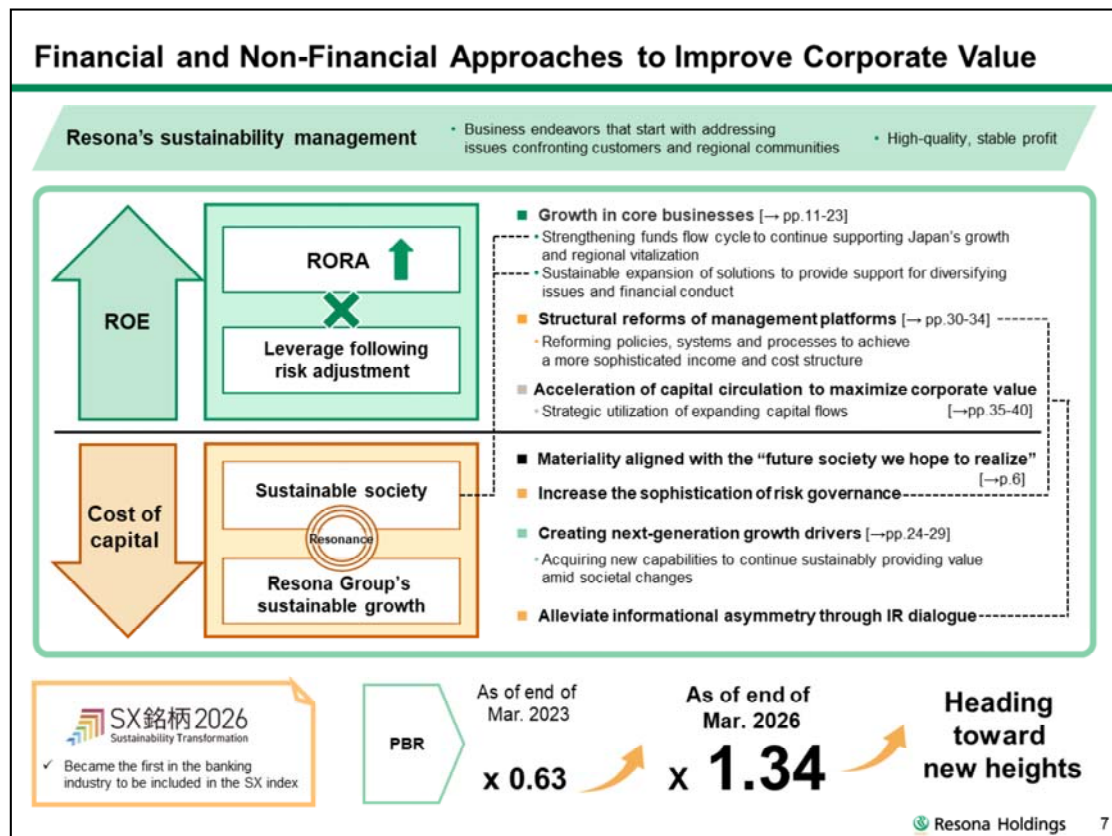 Financial and Non-Financial Approaches to Improve Corporate Value
Resona's sustainability management
• Business endeavors that start with addressing
issues confronting customers and regional communities
• High-quality, stable profit
ROE
RORA
Leverage following
risk adjustment
■ Growth in core businesses [→ pp.11-23]
• Strengthening funds flow cycle to continue supporting Japan's growth
and regional vitalization
• Sustainable expansion of solutions to provide support for diversifying
issues and financial conduct
■ Structural reforms of management platforms [→ pp.30-34]
• Reforming policies, systems and processes to achieve
a more sophisticated income and cost structure
■ Acceleration of capital circulation to maximize corporate value
• Strategic utilization of expanding capital flows [→pp.35-40]
Cost of
capital
Sustainable society
Resonance
Resona Group's
sustainable growth
■ Materiality aligned with the “future society we hope to realize”
[→p.6]
■ Increase the sophistication of risk governance
■ Creating next-generation growth drivers [→pp.24-29]
• Acquiring new capabilities to continue sustainably providing value
amid societal changes
■ Alleviate informational asymmetry through IR dialogue
SX銘柄2026
Sustainability Transformation
✓ Became the first in the banking
industry to be included in the SX index
PBR
As of end of
Mar. 2023
x 0.63
As of end of
Mar. 2026
x 1.34
Heading
toward
new heights
Resona Holdings 7